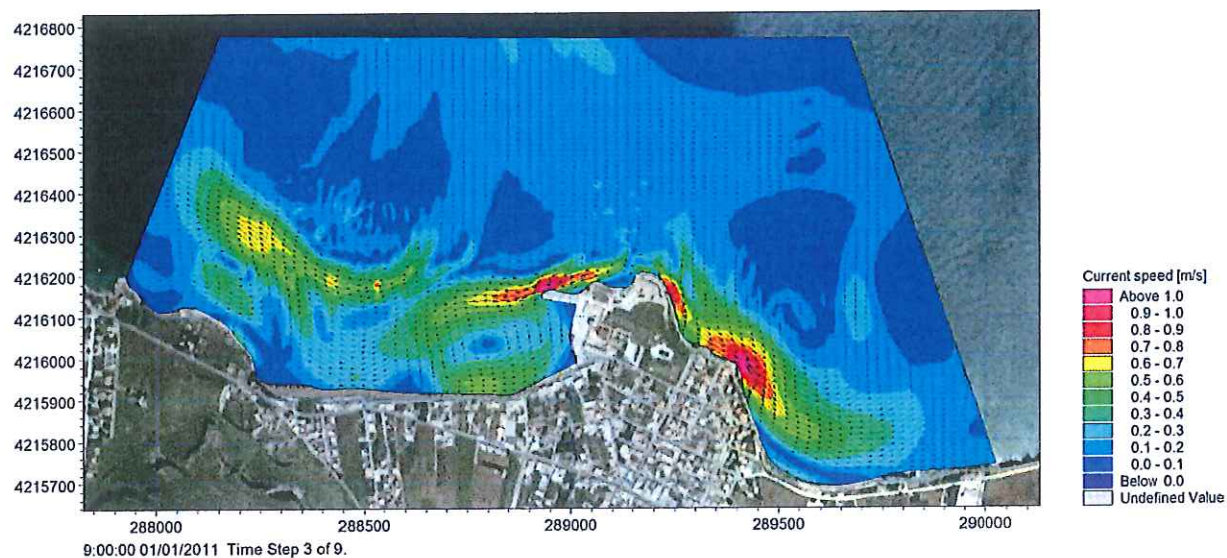 4216800
4216700
4216600
4216500
4216400
4216300
4216200
4216100
4216000
4215900
4215800
4215700
288000
288500
289000
289500
290000
9:00:00 01/01/2011 Time Step 3 of 9.
Current speed [m/s]
Above 1.0
0.9 - 1.0
0.8 - 0.9
0.7 - 0.8
0.6 - 0.7
0.5 - 0.6
0.4 - 0.5
0.3 - 0.4
0.2 - 0.3
0.1 - 0.2
0.0 - 0.1
Below 0.0
Undefined Value